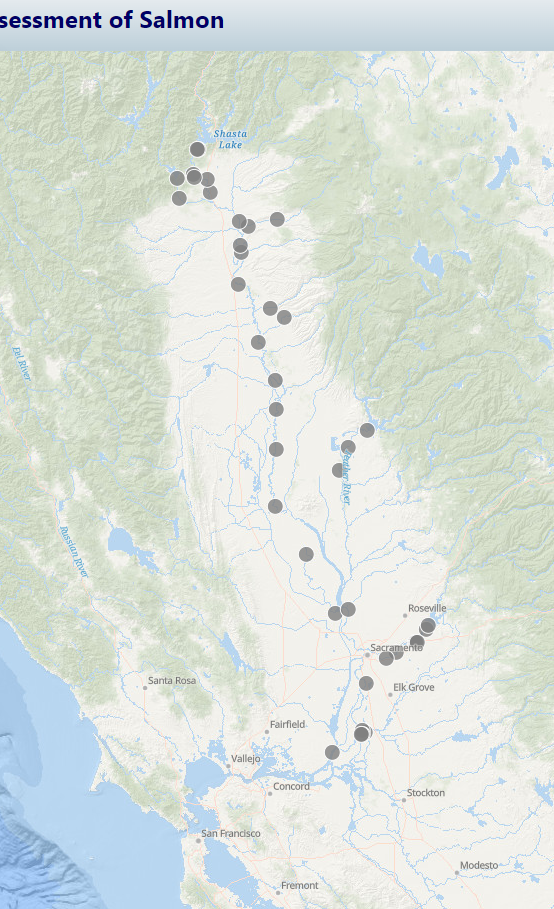 sessment of Salmon
Shasta
Lake
Eel River
Feather River
Russian River
Roseville
Sacramento
Santa Rosa
Elk Grove
Fairfield
Vallejo
Concord
Stockton
San Francisco
Modesto
Fremont